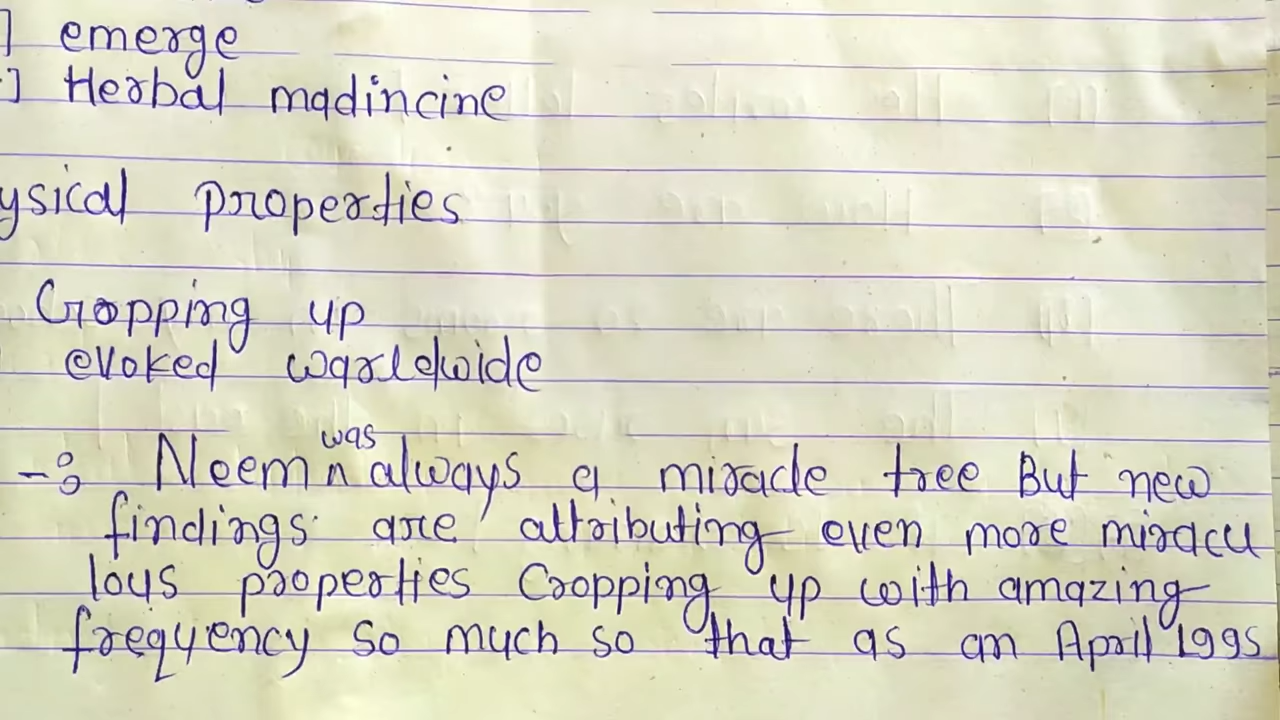 ] emerge
] Herbal madincine
ysical properties
Cropping up
evoked warldwide
was
-: Neem ^ always a miracle tree But new
findings are attributing even more miracu
lous properties Cropping up with amazing
frequency so much so that as an April 1995